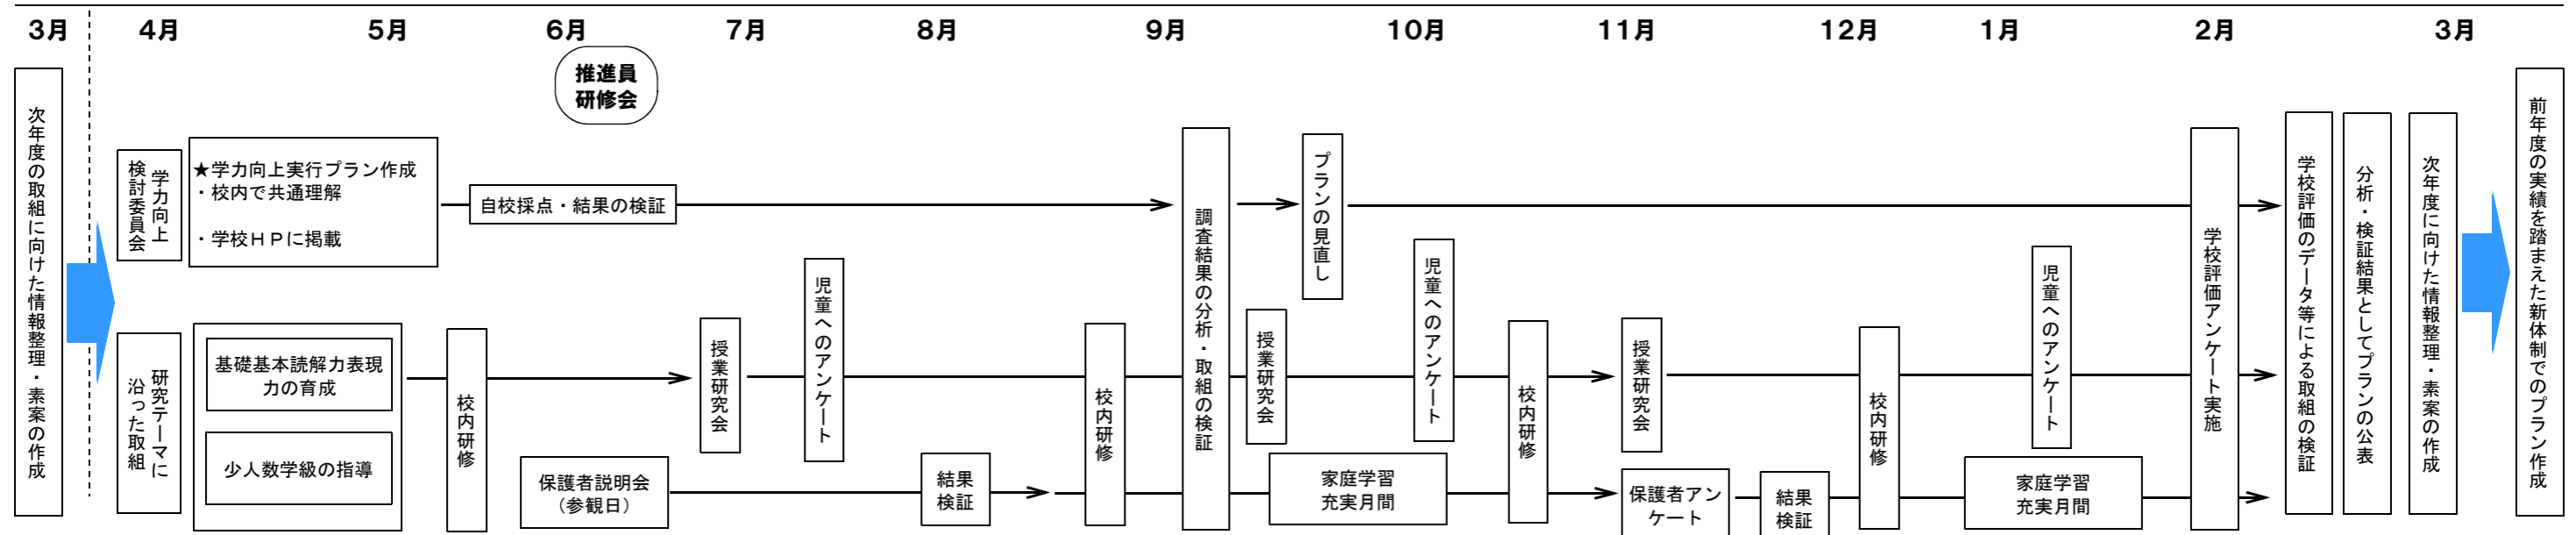 3月
4月
5月
6月
7月
8月
9月
10月
11月
12月
1月
2月
3月
推進員
研修会
次年度の取組に向けた情報整理・素案の作成
学力向上
検討委員会
★学力向上実行プラン作成
・校内で共通理解
・学校HPに掲載
自校採点・結果の検証
調査結果の分析・取組の検証
プランの見直し
研究テーマに
沿った取組
基礎基本読解力表現
力の育成
少人数学級の指導
校内研修
保護者説明会
（参観日）
授業研究会
児童へのアンケート
結果
検証
校内研修
授業研究会
家庭学習
充実月間
児童へのアンケート
校内研修
授業研究会
保護者アン
ケート
結果
検証
校内研修
家庭学習
充実月間
児童へのアンケート
学校評価アンケート実施
学校評価のデータ等による取組の検証
分析・検証結果としてプランの公表
次年度に向けた情報整理・素案の作成
前年度の実績を踏まえた新体制でのプラン作成